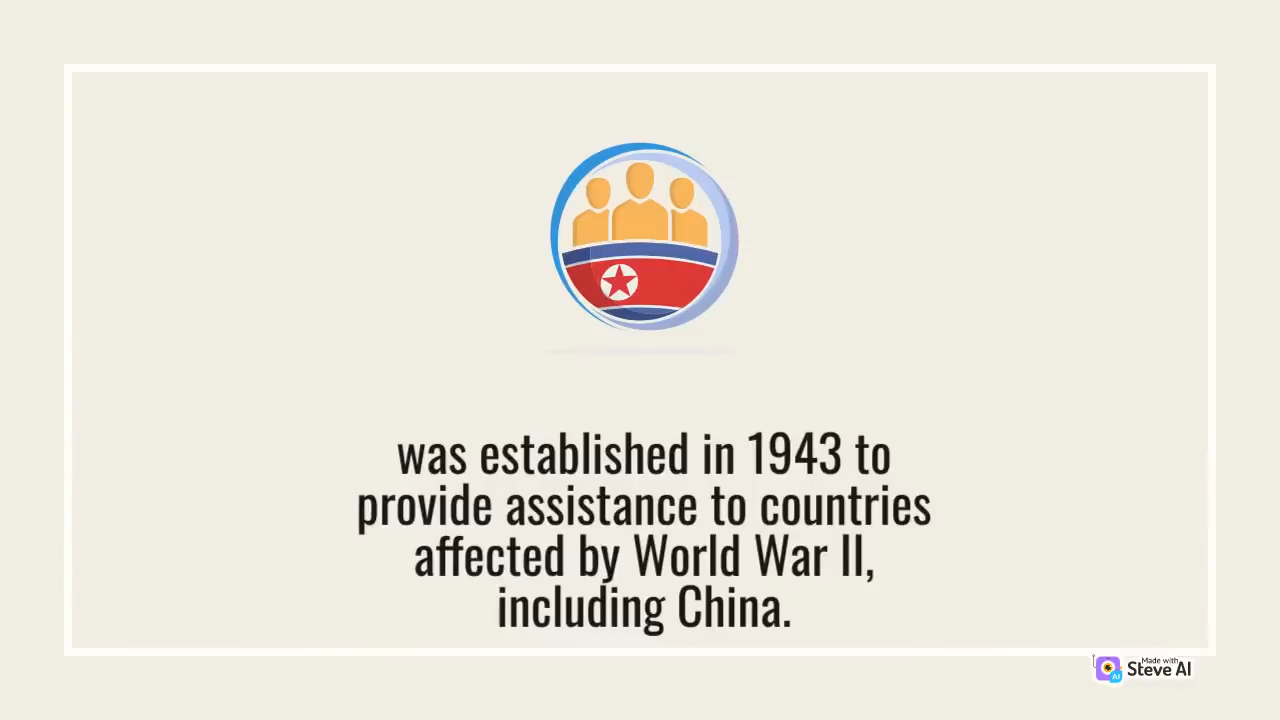 was established in 1943 to
provide assistance to countries
affected by World War II,
including China.
Made with
Steve AI
AI